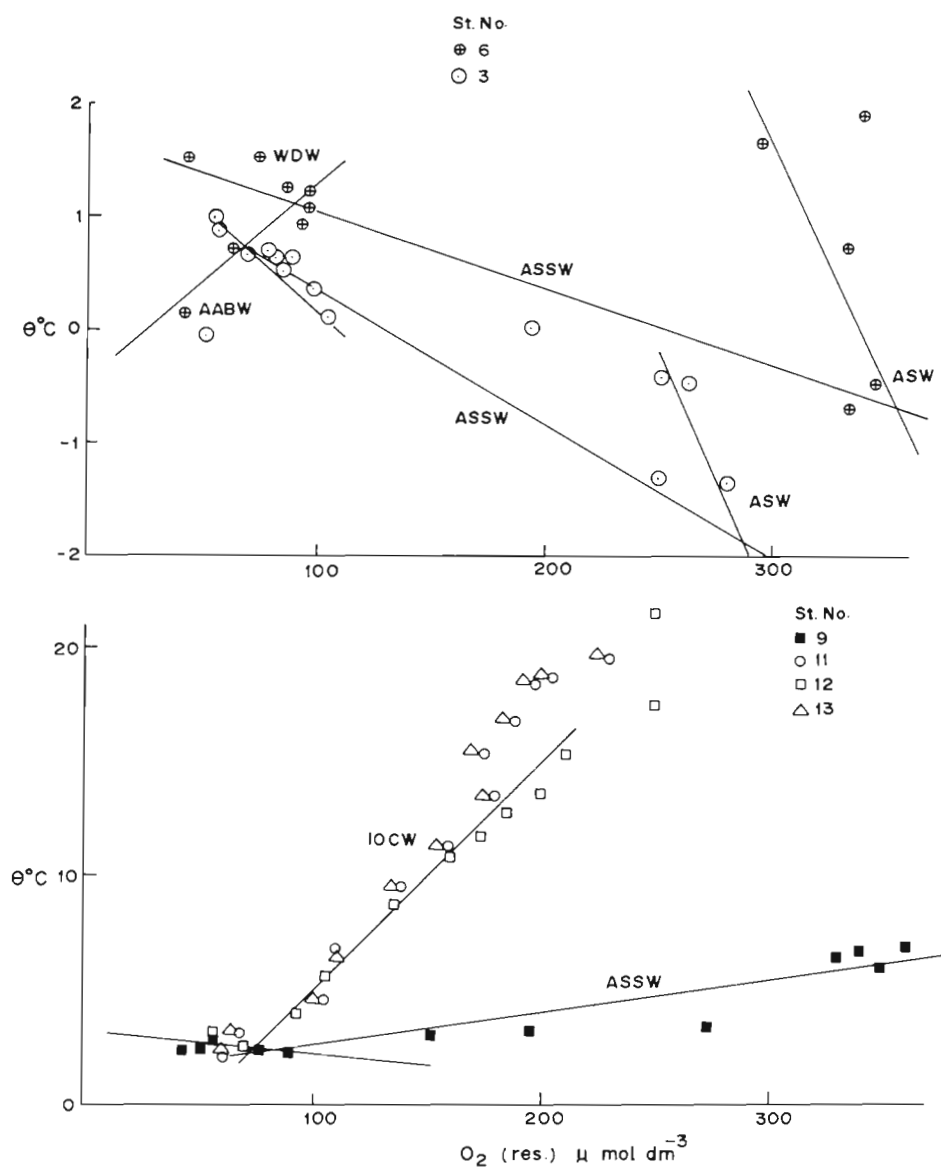 St. No.
6
3
2
WDW
1
ASSW
AABW
θ°C 0
ASW
ASSW
-1
ASW
-2
100 200 300
St. No.
20
9
11
12
13
IOCW
10
θ°C
ASSW
0
100 200 300
O₂ (res.) μ mol dm⁻³